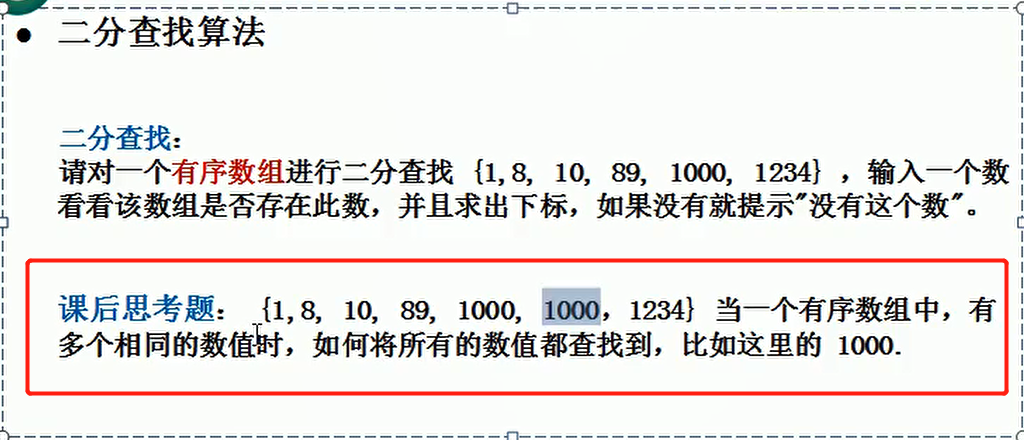 ● 二分查找算法
二分查找:
请对一个有序数组进行二分查找 {1,8, 10, 89, 1000, 1234} ，输入一个数
看看该数组是否存在此数，并且求出下标，如果没有就提示"没有这个数"。
课后思考题： {1,8, 10, 89, 1000, 1000，1234} 当一个有序数组中，有
多个相同的数值时，如何将所有的数值都查找到，比如这里的 1000.